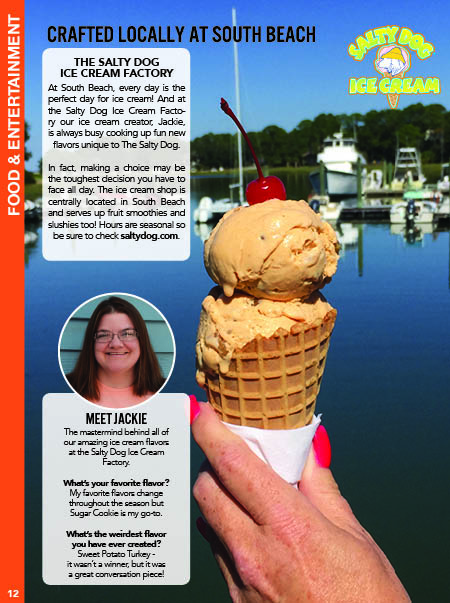 FOOD & ENTERTAINMENT
CRAFTED LOCALLY AT SOUTH BEACH
SALTY DOG
ICE CREAM
THE SALTY DOG
ICE CREAM FACTORY
At South Beach, every day is the
perfect day for ice cream! And at
the Salty Dog Ice Cream Facto-
ry our ice cream creator, Jackie,
is always busy cooking up fun new
flavors unique to The Salty Dog.
In fact, making a choice may be
the toughest decision you have to
face all day. The ice cream shop is
centrally located in South Beach
and serves up fruit smoothies and
slushies too! Hours are seasonal so
be sure to check saltydog.com.
MEET JACKIE
The mastermind behind all of
our amazing ice cream flavors
at the Salty Dog Ice Cream
Factory.
What's your favorite flavor?
My favorite flavors change
throughout the season but
Sugar Cookie is my go-to.
What's the weirdest flavor
you have ever created?
Sweet Potato Turkey -
it wasn't a winner, but it was
a great conversation piece!
12